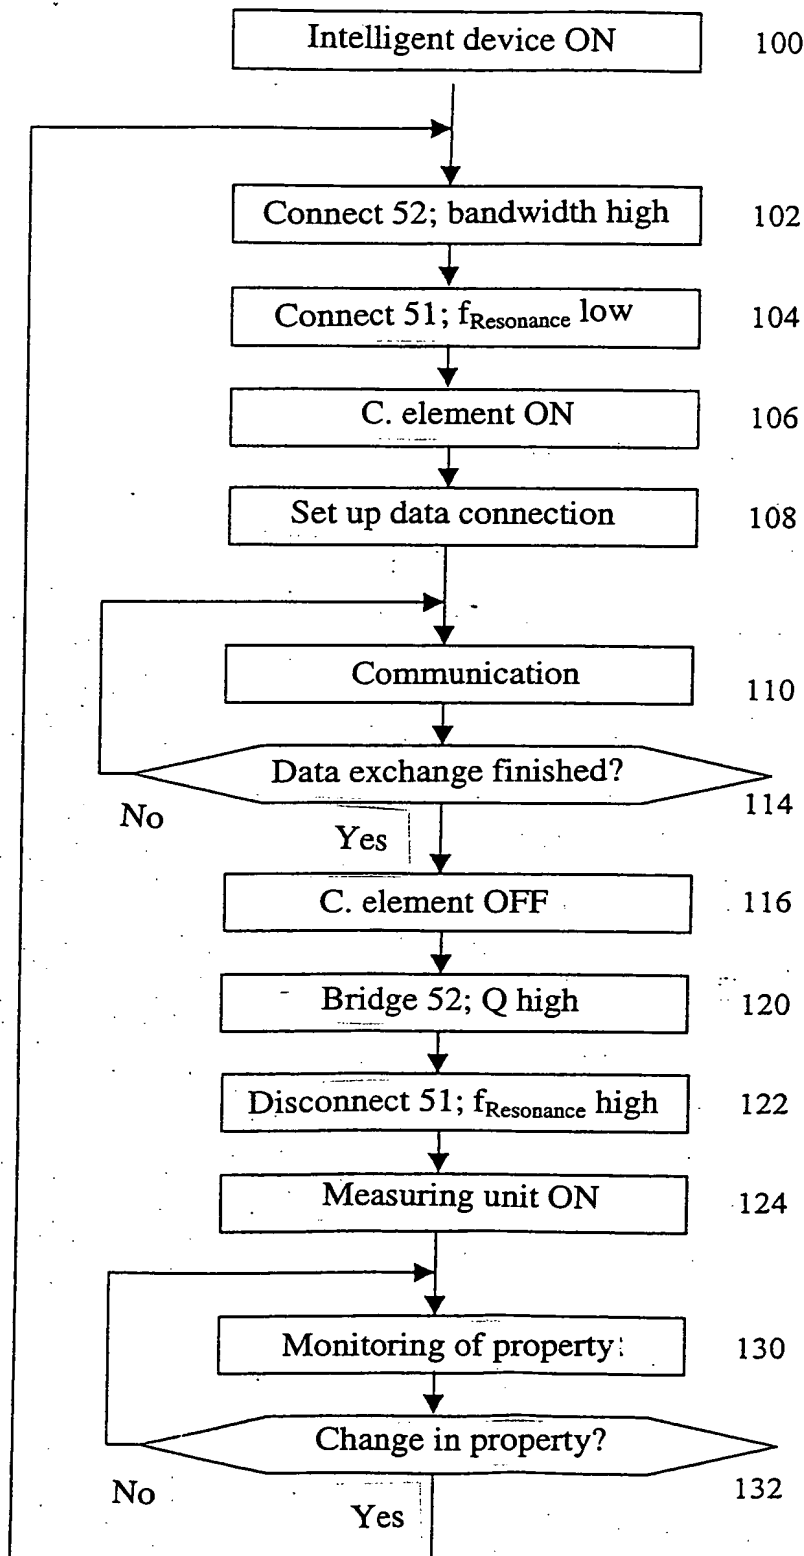 Intelligent device ON 100
Connect 52; bandwidth high 102
Connect 51; fResonance low 104
C. element ON 106
Set up data connection 108
Communication 110
Data exchange finished? 114
No
Yes
C. element OFF 116
Bridge 52; Q high 120
Disconnect 51; fResonance high 122
Measuring unit ON 124
Monitoring of property 130
Change in property? 132
No
Yes